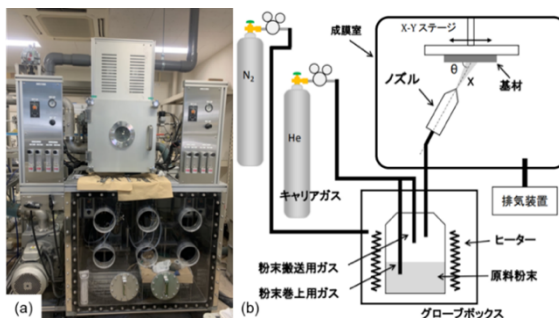 (a)
(b)
N₂
He
キャリアガス
成膜室
X-Y ステージ
θ
X
基材
ノズル
排気装置
粉末搬送用ガス
粉末巻上用ガス
ヒーター
原料粉末
グローブボックス